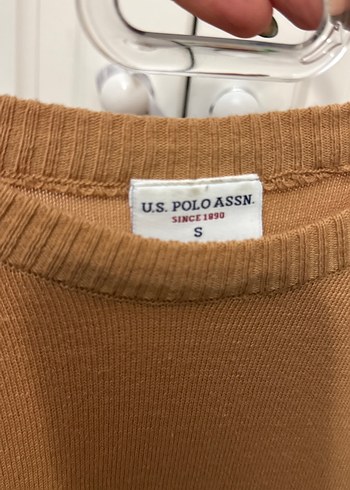 U.S. POLO ASSN.
SINCE 1890
S